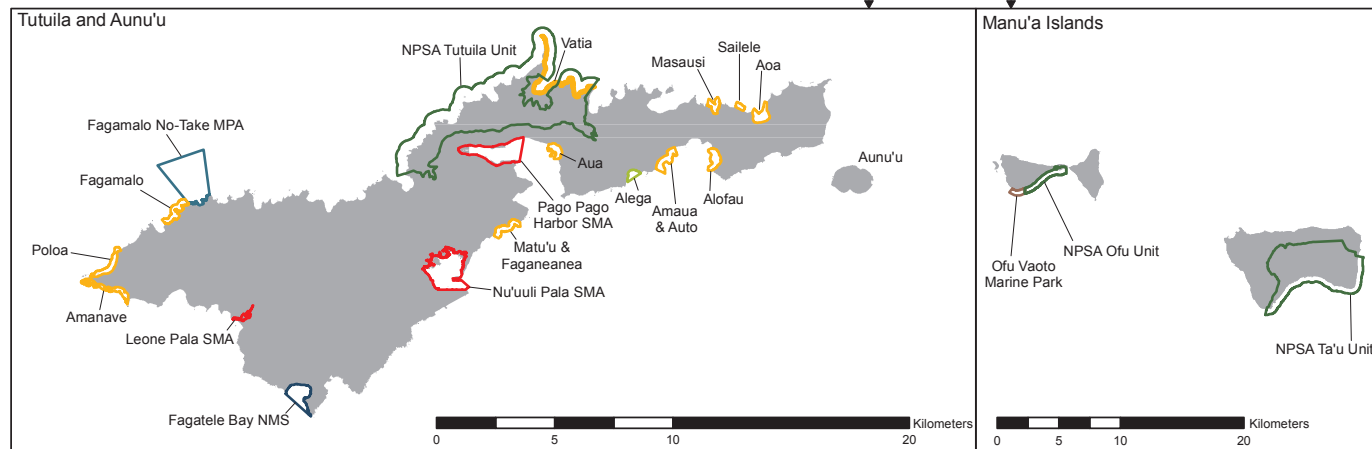 Tutuila and Aunu'u
Manu'a Islands
NPSA Tutuila Unit
Vatia
Sailele
Masausi
Aoa
Fagamalo No-Take MPA
Fagamalo
Aua
Aunu'u
Alega
Alofau
Pago Pago
Harbor SMA
Amaua
& Auto
Poloa
Matu'u &
Faganeanea
NPSA Ofu Unit
Ofu Vaoto
Marine Park
Nu'uuli Pala SMA
Amanave
Leone Pala SMA
NPSA Ta'u Unit
Fagatele Bay NMS
Kilometers
0 5 10 20
Kilometers
0 5 10 20